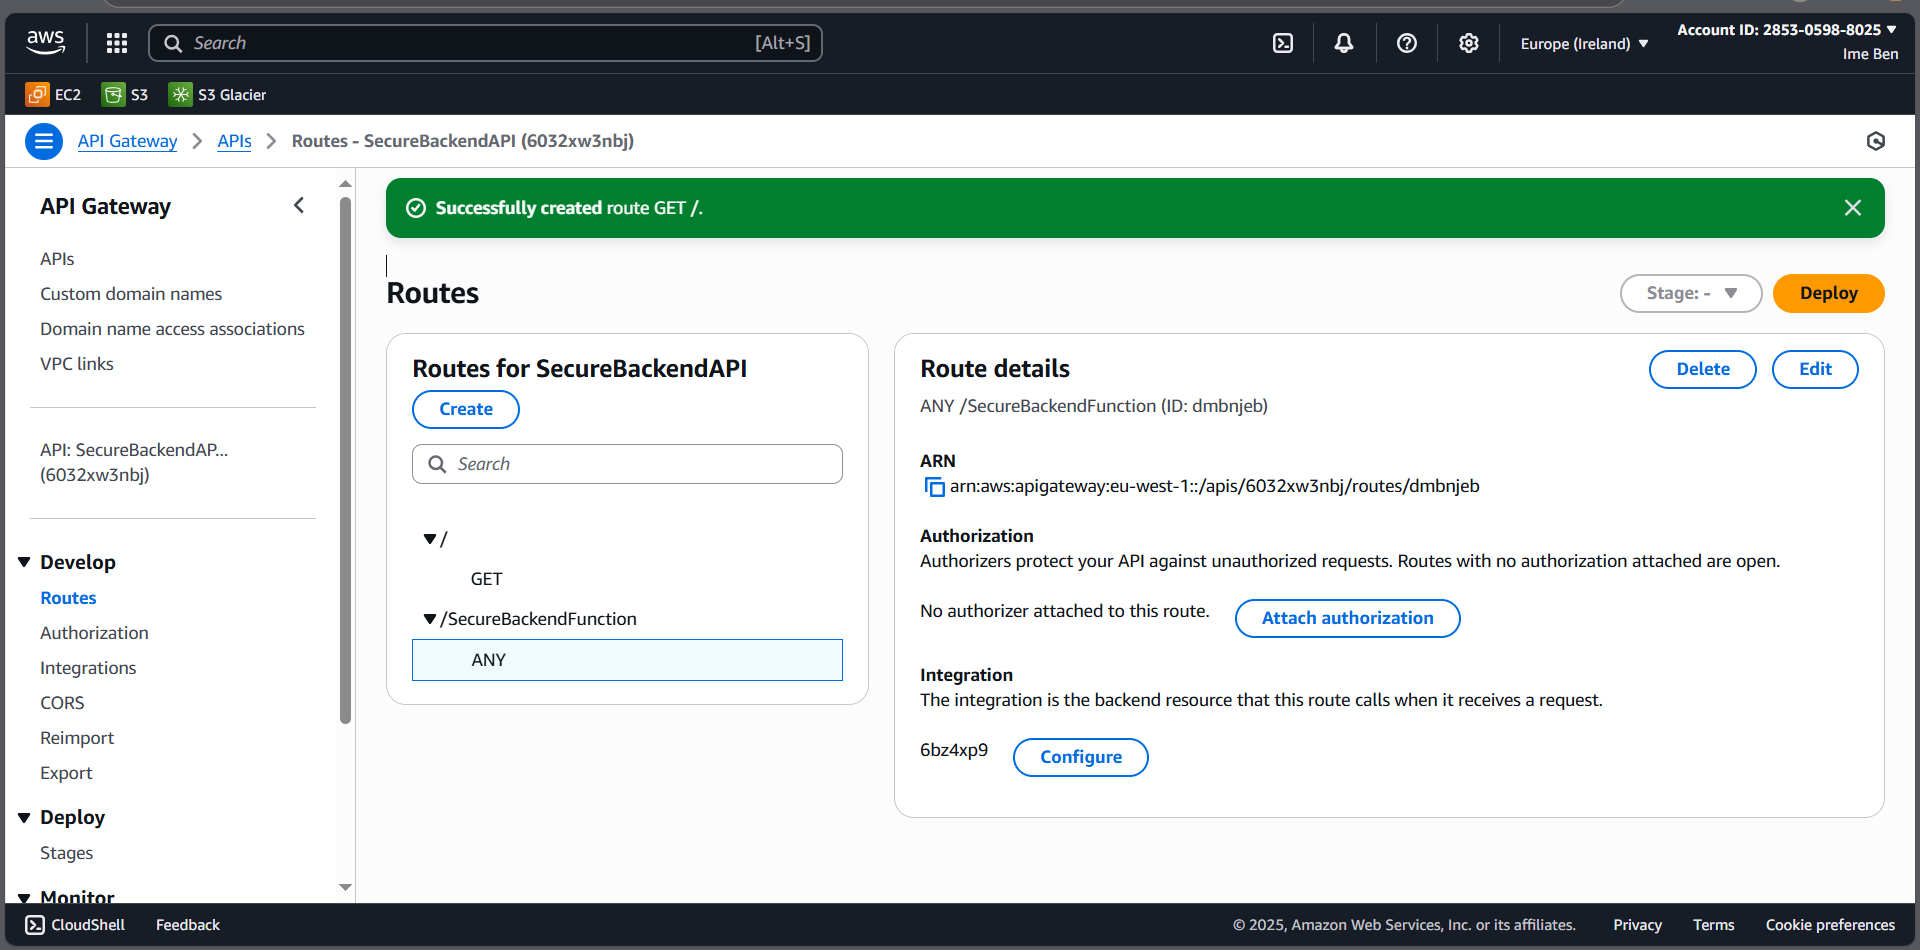 aws
Search [Alt+S]
Europe (Ireland)
Account ID: 2853-0598-8025
Ime Ben
EC2
S3
S3 Glacier
API Gateway
APIs
Routes - SecureBackendAPI (6032xw3nbj)
API Gateway
APIs
Custom domain names
Domain name access associations
VPC links
API: SecureBackendAP...
(6032xw3nbj)
Develop
Routes
Authorization
Integrations
CORS
Reimport
Export
Deploy
Stages
Monitor
Successfully created route GET /.
Routes
Stage: -
Deploy
Routes for SecureBackendAPI
Create
Search
/
GET
/SecureBackendFunction
ANY
Route details
Delete
Edit
ANY /SecureBackendFunction (ID: dmbnjeb)
ARN
arn:aws:apigateway:eu-west-1::/apis/6032xw3nbj/routes/dmbnjeb
Authorization
Authorizers protect your API against unauthorized requests. Routes with no authorization attached are open.
No authorizer attached to this route.
Attach authorization
Integration
The integration is the backend resource that this route calls when it receives a request.
6bz4xp9
Configure
CloudShell
Feedback
© 2025, Amazon Web Services, Inc. or its affiliates.
Privacy
Terms
Cookie preferences